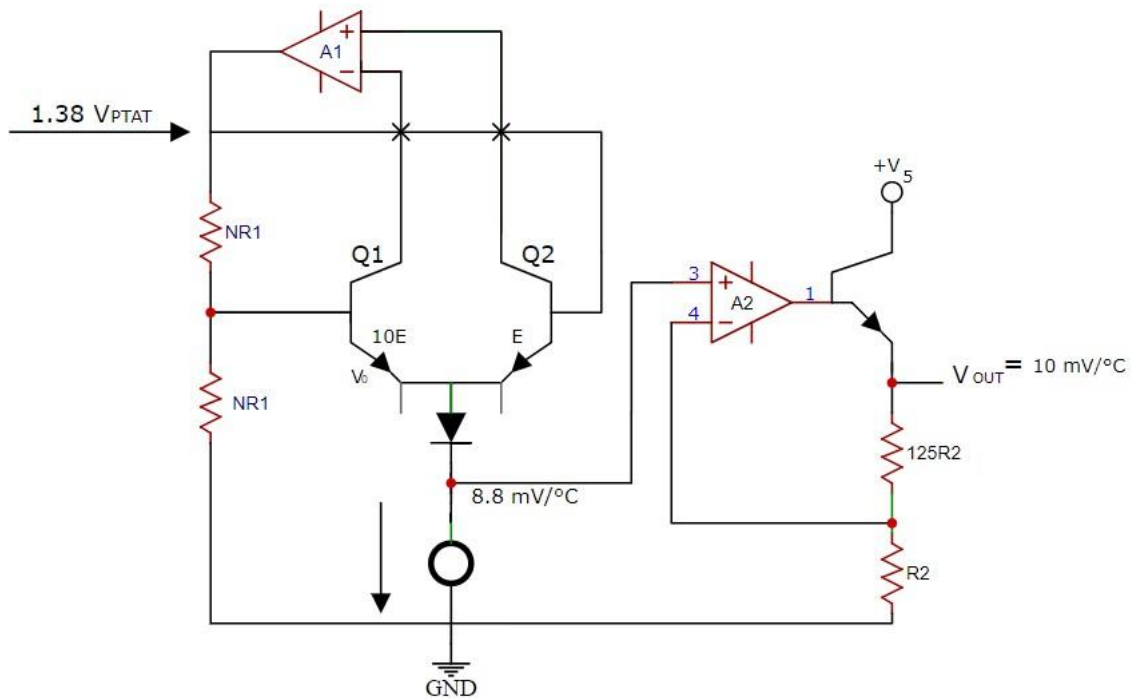 A1
+
−
1.38 VPTAT
+V5
NR1
Q1
Q2
3
+
A2
1
4
−
10E
E
V0
VOUT= 10 mV/°C
NR1
125R2
8.8 mV/°C
R2
GND